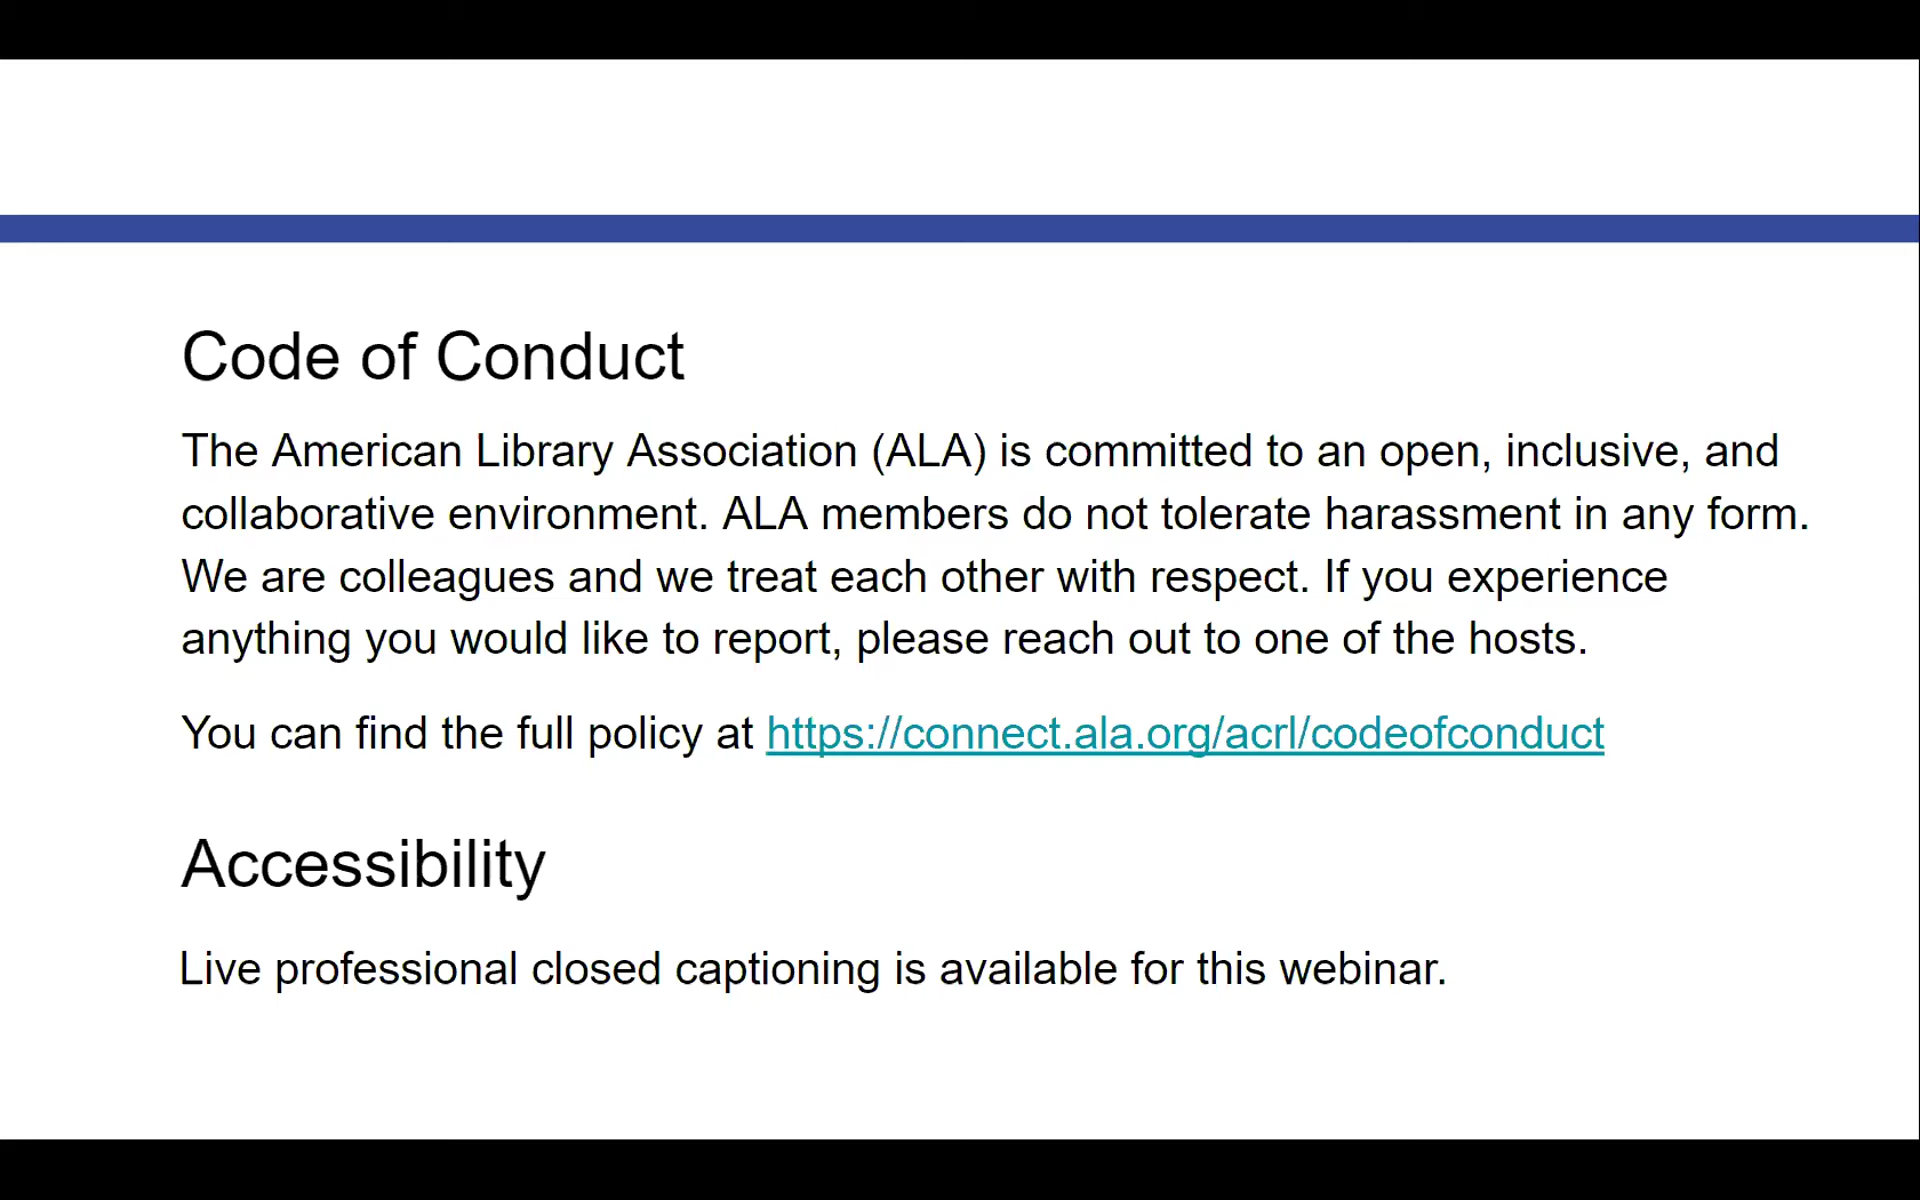 Code of Conduct
The American Library Association (ALA) is committed to an open, inclusive, and
collaborative environment. ALA members do not tolerate harassment in any form.
We are colleagues and we treat each other with respect. If you experience
anything you would like to report, please reach out to one of the hosts.
You can find the full policy at https://connect.ala.org/acrl/codeofconduct
Accessibility
Live professional closed captioning is available for this webinar.